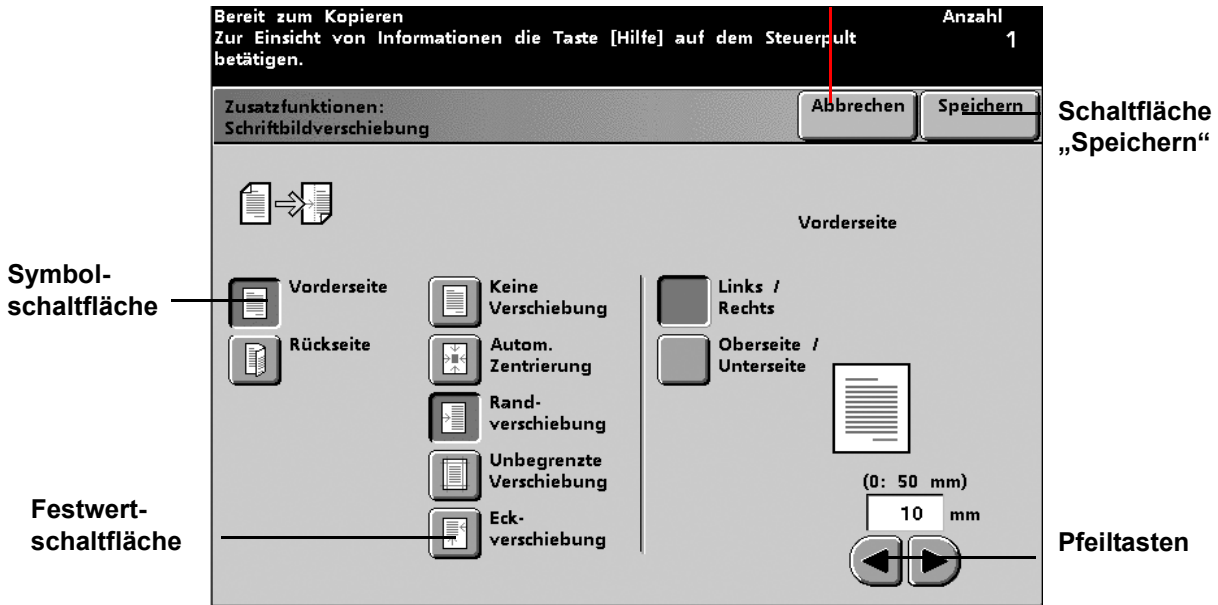 Bereit zum Kopieren
Anzahl
Zur Einsicht von Informationen die Taste [Hilfe] auf dem Steuerpult
1
betätigen.
Zusatzfunktionen:
Schriftbildverschiebung
Abbrechen
Speichern
Schaltfläche
„Speichern“
Vorderseite
Symbol-
schaltfläche
Vorderseite
Rückseite
Keine
Verschiebung
Autom.
Zentrierung
Rand-
verschiebung
Unbegrenzte
Verschiebung
Eck-
verschiebung
Links /
Rechts
Oberseite /
Unterseite
(0: 50 mm)
10 mm
Festwert-
schaltfläche
Pfeiltasten